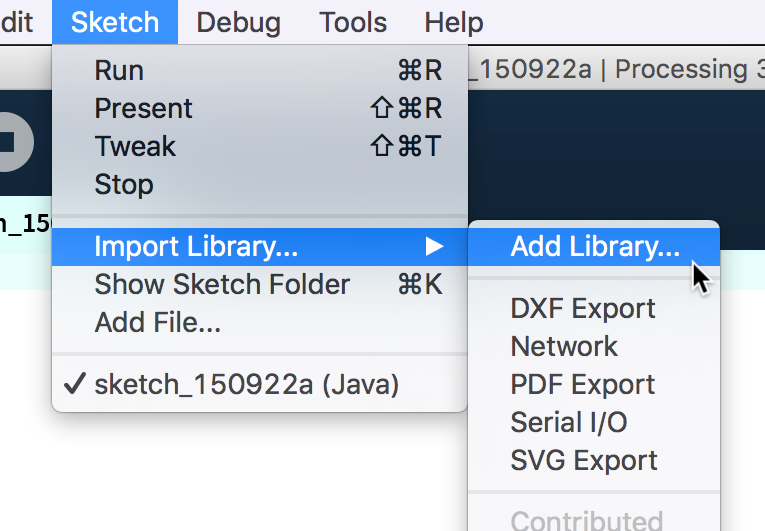 dit Sketch Debug Tools Help
_150922a | Processing 3
Run ⌘R
Present ⇧⌘R
Tweak ⇧⌘T
Stop
h_15
Import Library... ▶
Show Sketch Folder ⌘K
Add File...
✓ sketch_150922a (Java)
Add Library...
DXF Export
Network
PDF Export
Serial I/O
SVG Export
Contributed